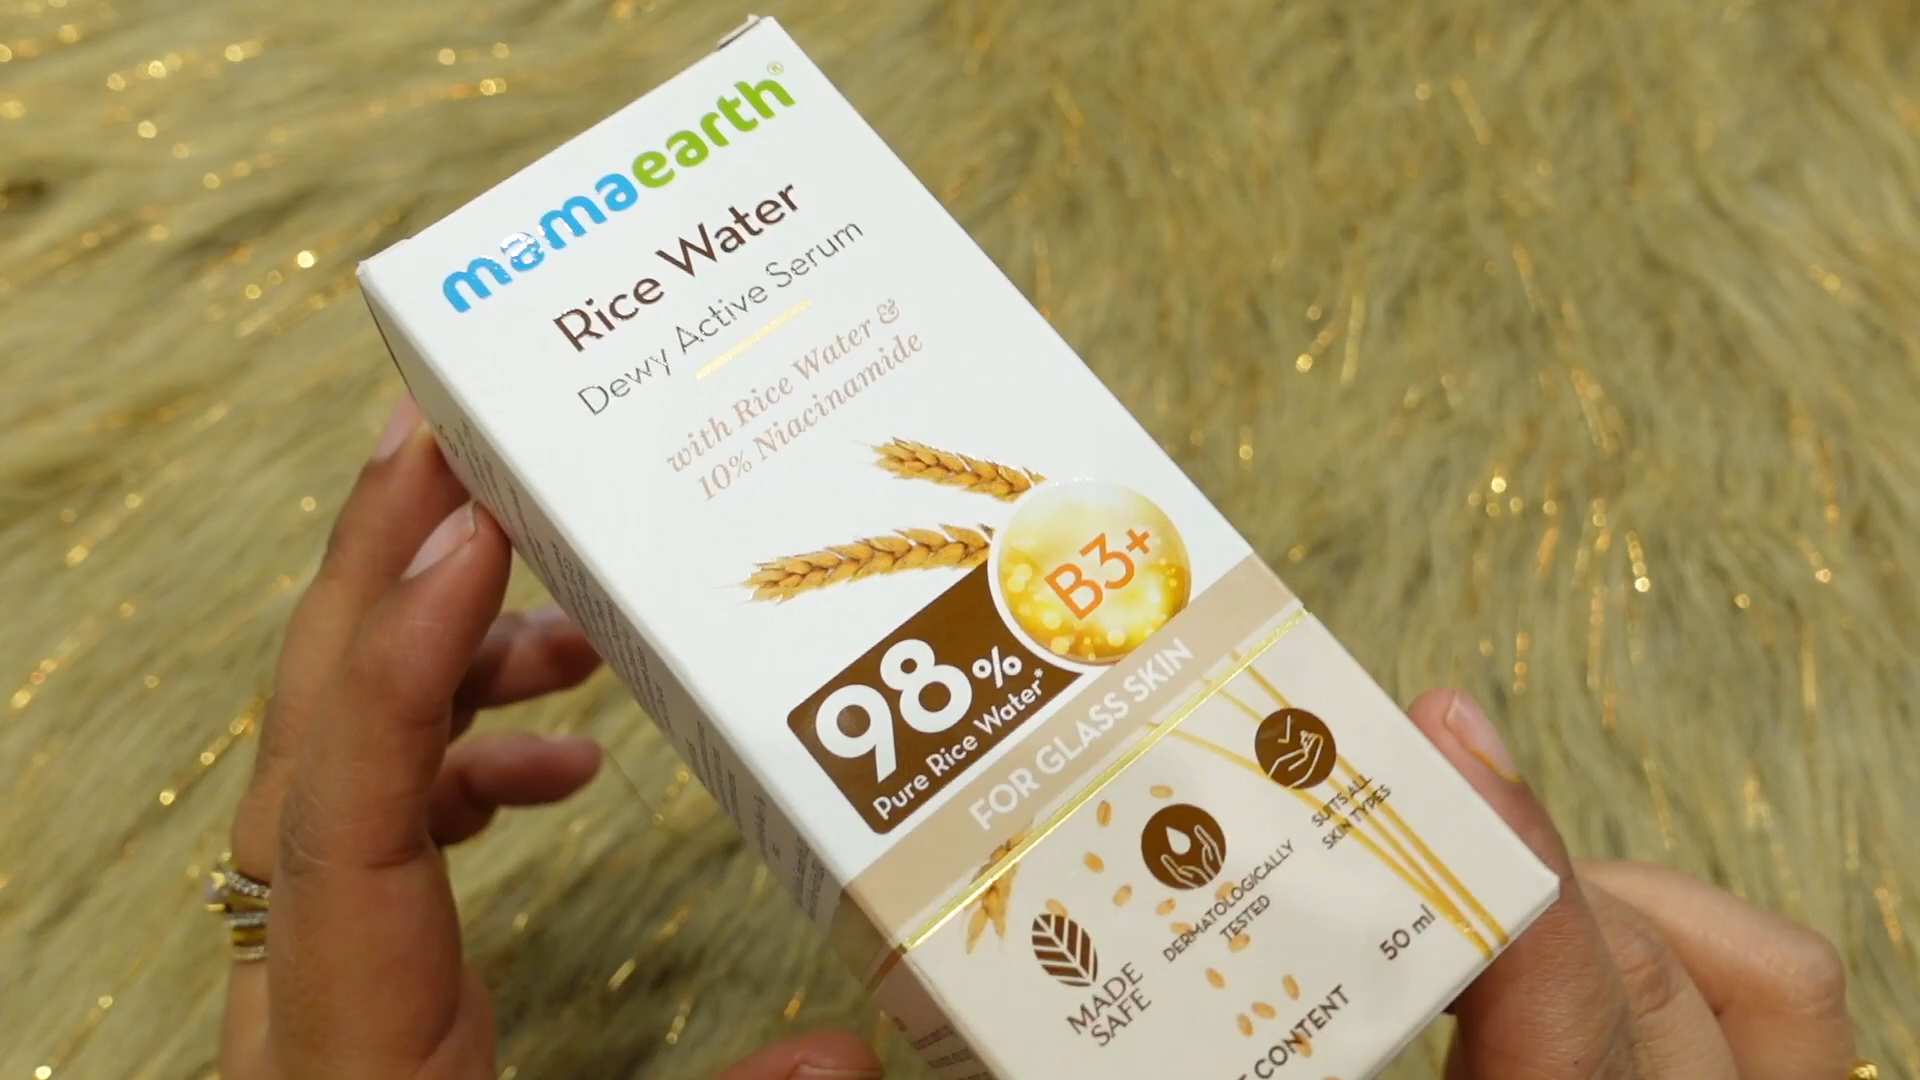 mamaearth®
Rice Water
Dewy Active Serum
with Rice Water &
10% Niacinamide
B3+
98%
Pure Rice Water*
FOR GLASS SKIN
SUITS ALL
SKIN TYPES
DERMATOLOGICALLY
TESTED
MADE
SAFE
50 ml
CONTENT